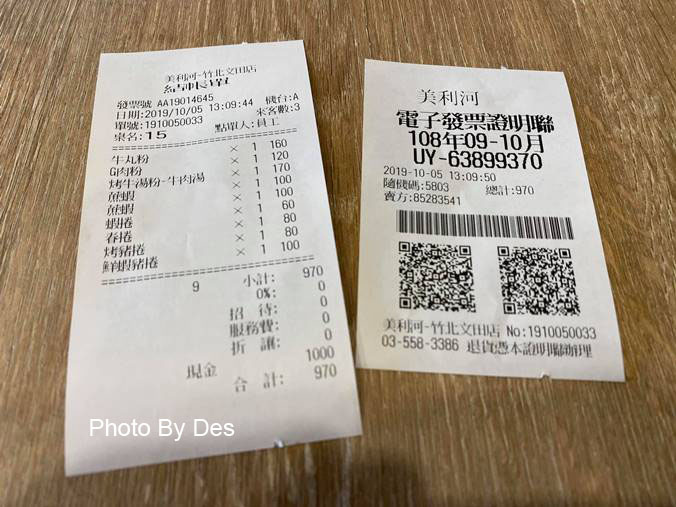 美利河-竹北文田店
結帳單
發票號 AA19014645 機台:A
日期:2019/10/05 13:09:44
單號:1910050033 來客數:3
桌名:15 點單人:員工
牛丸粉 × 1 160
G肉粉 × 1 120
烤牛湯粉-牛肉湯 × 1 170
蔗蝦 × 1 100
蔗蝦 × 1 100
蝦捲 × 1 60
春捲 × 1 80
烤豬捲 × 1 80
鮮蝦豬捲 × 1 100
9 小計: 970
0%: 0
招 待: 0
服務費: 0
折 讓: 0
現金 1000
合 計: 970
Photo By Des
美利河
電子發票證明聯
108年09-10月
UY-63899370
2019-10-05 13:09:50
隨機碼:5803 總計:970
賣方:85283541
美利河-竹北文田店 No:1910050033
03-558-3386 退貨憑本證明聯辦理